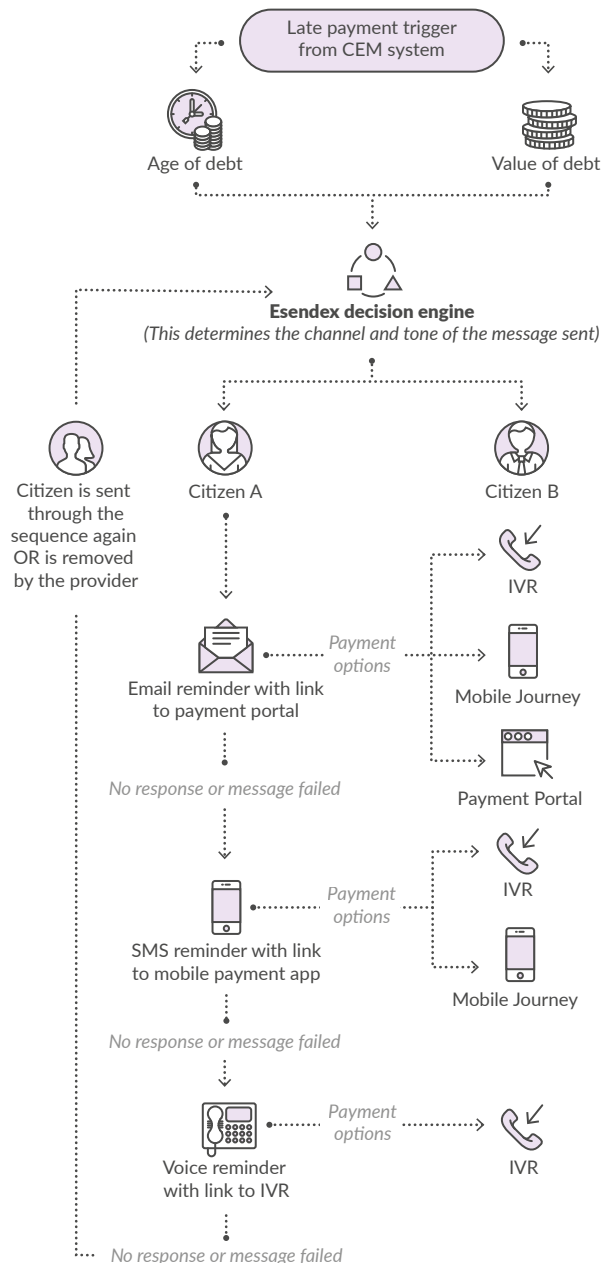 Late payment trigger
from CEM system
Age of debt
Value of debt
Esendex decision engine
(This determines the channel and tone of the message sent)
Citizen is sent
through the
sequence again
OR is removed
by the provider
Citizen A
Citizen B
Email reminder with link
to payment portal
Payment
options
IVR
Mobile Journey
Payment Portal
No response or message failed
SMS reminder with link
to mobile payment app
Payment
options
IVR
Mobile Journey
No response or message failed
Voice reminder
with link to IVR
Payment
options
IVR
No response or message failed